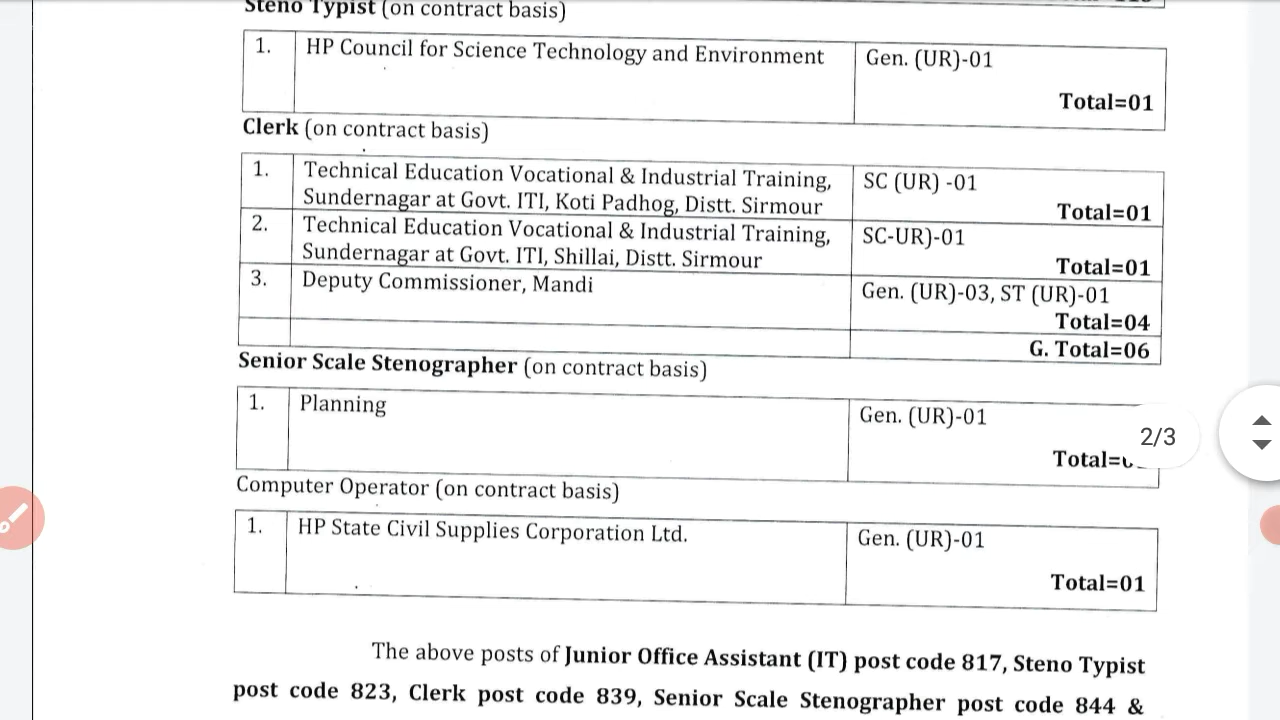 Steno Typist (on contract basis)
1. HP Council for Science Technology and Environment Gen. (UR)-01
Total=01
Clerk (on contract basis)
1. Technical Education Vocational & Industrial Training, SC (UR) -01
Sundernagar at Govt. ITI, Koti Padhog, Distt. Sirmour Total=01
2. Technical Education Vocational & Industrial Training, SC-UR)-01
Sundernagar at Govt. ITI, Shillai, Distt. Sirmour Total=01
3. Deputy Commissioner, Mandi Gen. (UR)-03, ST (UR)-01
Total=04
G. Total=06
Senior Scale Stenographer (on contract basis)
1. Planning Gen. (UR)-01
2/3
Total=
Computer Operator (on contract basis)
1. HP State Civil Supplies Corporation Ltd. Gen. (UR)-01
Total=01
The above posts of Junior Office Assistant (IT) post code 817, Steno Typist
post code 823, Clerk post code 839, Senior Scale Stenographer post code 844 &